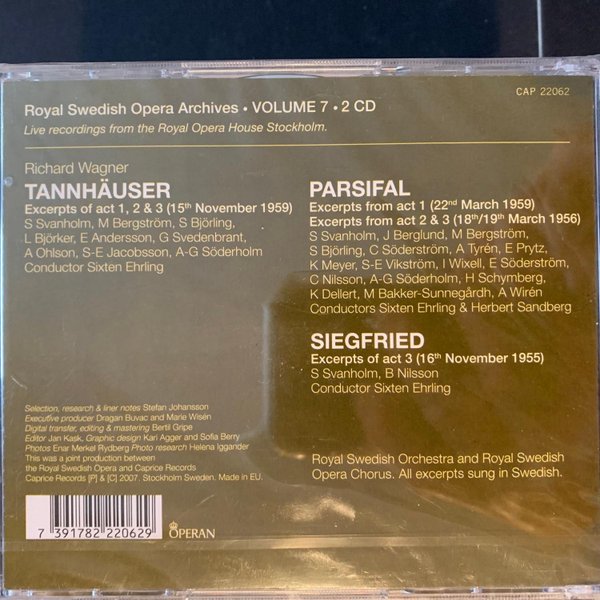 CAP 22062
Royal Swedish Opera Archives • VOLUME 7 • 2 CD
Live recordings from the Royal Opera House Stockholm.
Richard Wagner
TANNHÄUSER
Excerpts of act 1, 2 & 3 (15th November 1959)
S Svanholm, M Bergström, S Björling,
L Björker, E Andersson, G Svedenbrant,
A Ohlson, S-E Jacobsson, A-G Söderholm
Conductor Sixten Ehrling
PARSIFAL
Excerpts from act 1 (22nd March 1959)
Excerpts from act 2 & 3 (18th/19th March 1956)
S Svanholm, J Berglund, M Bergström,
S Björling, C Söderström, A Tyrén, E Prytz,
K Meyer, S-E Vikström, I Wixell, E Söderström,
C Nilsson, A-G Söderholm, H Schymberg,
K Dellert, M Bakker-Sunnegårdh, A Wirén
Conductors Sixten Ehrling & Herbert Sandberg
SIEGFRIED
Excerpts of act 3 (16th November 1955)
S Svanholm, B Nilsson
Conductor Sixten Ehrling
Selection, research & liner notes Stefan Johansson
Executive producer Dragan Buvac and Marie Wisén
Digital transfer, editing & mastering Bertil Gripe
Editor Jan Kask, Graphic design Kari Agger and Sofia Berry
Photos Enar Merkel Rydberg Photo research Helena Iggander
This was a joint production between
the Royal Swedish Opera and Caprice Records
Caprice Records [P] & [C] 2007. Stockholm Sweden. Made in EU.
Royal Swedish Orchestra and Royal Swedish
Opera Chorus. All excerpts sung in Swedish.
7 391782 220629
OPERAN